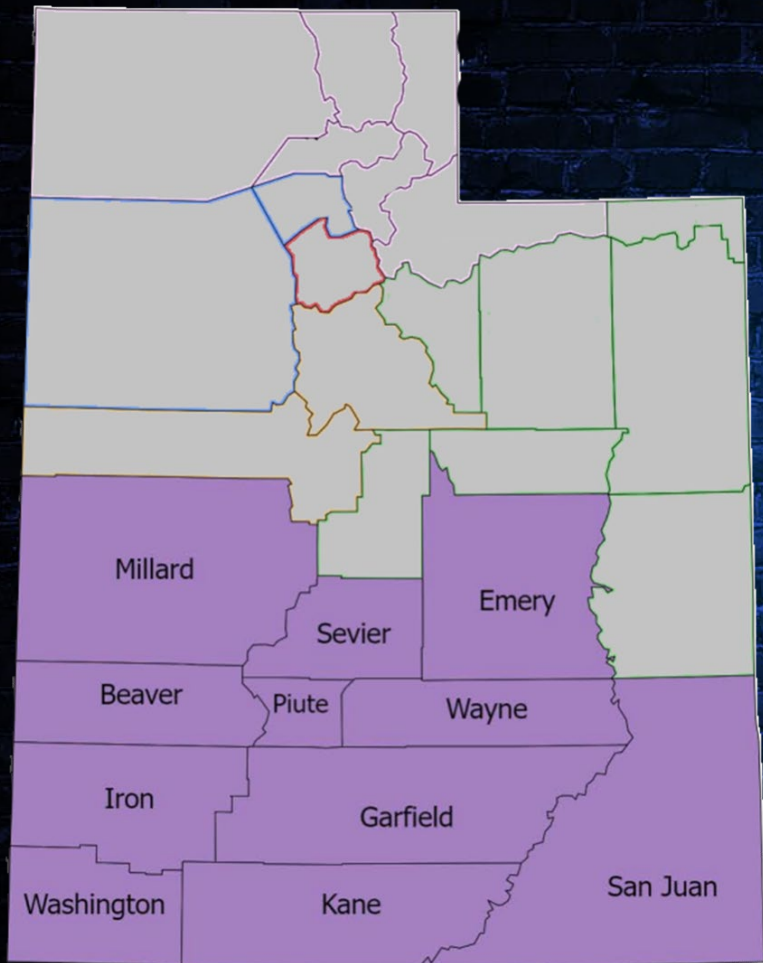 Millard
Emery
Sevier
Beaver
Piute
Wayne
Iron
Garfield
San Juan
Washington
Kane